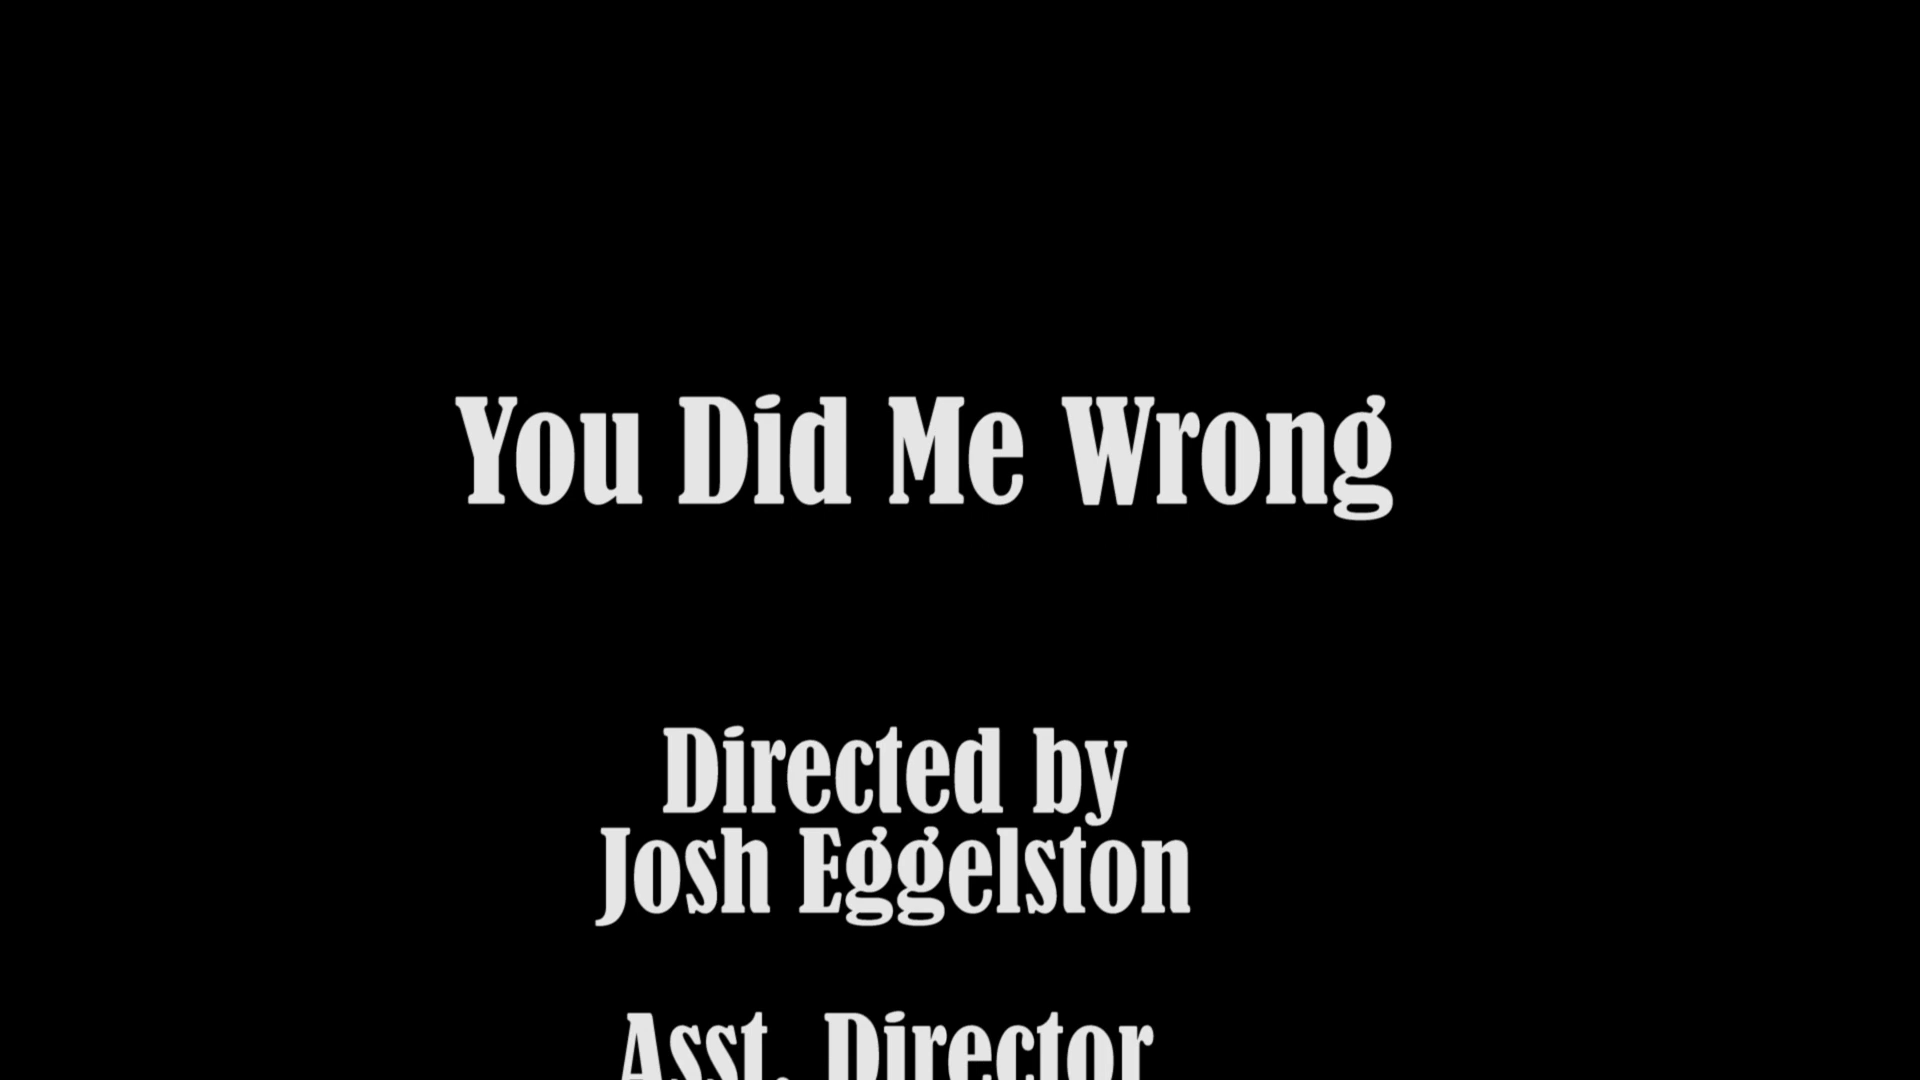 You Did Me Wrong
Directed by
Josh Eggelston
Asst. Director